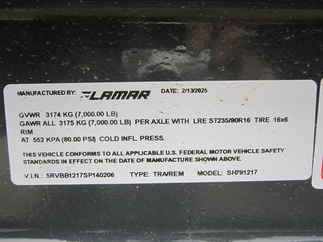 MANUFACTURED BY: LAMAR DATE: 2/13/2025
GVWR 3174 KG (7,000.00 LB)
GAWR ALL 3175 KG (7,000.00 LB) PER AXLE WITH LRE ST235/80R16 TIRE 16x6
RIM
AT 552 KPA (80.00 PSI) COLD INFL. PRESS.
THIS VEHICLE CONFORMS TO ALL APPLICABLE U.S. FEDERAL MOTOR VEHICLE SAFETY
STANDARDS IN EFFECT ON THE DATE OF MANUFACTURE SHOWN ABOVE.
V.I.N.: 5RVBB1217SP140206 TYPE: TRA/REM MODEL: